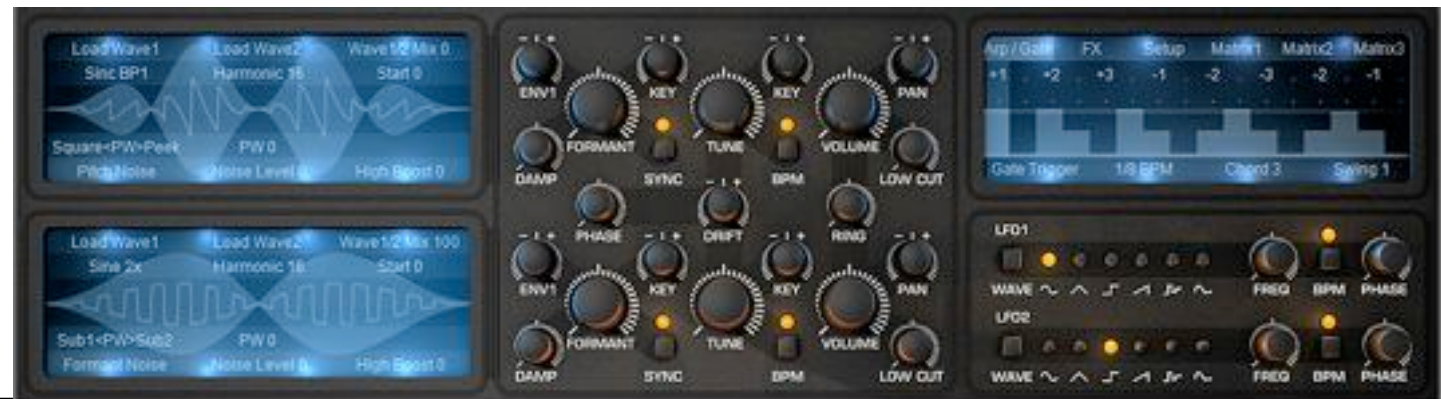 Load Wave1 Load Wave2 Wave1/2 Mix 0
Sinc BP1 Harmonic 16 Start 0
Square<PW>Peek PW 0
Pitch Noise Noise Level 0 High Boost 0
Load Wave1 Load Wave2 Wave1/2 Mix 100
Sine 2x Harmonic 16 Start 0
Sub1<PW>Sub2 PW 0
Formant Noise Noise Level 0 High Boost 0
- I + - I + - I + - I +
ENV1 KEY KEY PAN
FORMANT TUNE VOLUME
DAMP SYNC BPM LOW CUT
- I +
PHASE DRIFT RING
- I + - I + - I + - I +
ENV1 KEY KEY PAN
FORMANT TUNE VOLUME
DAMP SYNC BPM LOW CUT
Arp/Gate FX Setup Matrix1 Matrix2 Matrix3
+1 +2 +3 -1 -2 -3 -2 -1
Gate Trigger 1/8 BPM Chord 3 Swing 1
LFO1
WAVE FREQ BPM PHASE
LFO2
WAVE FREQ BPM PHASE